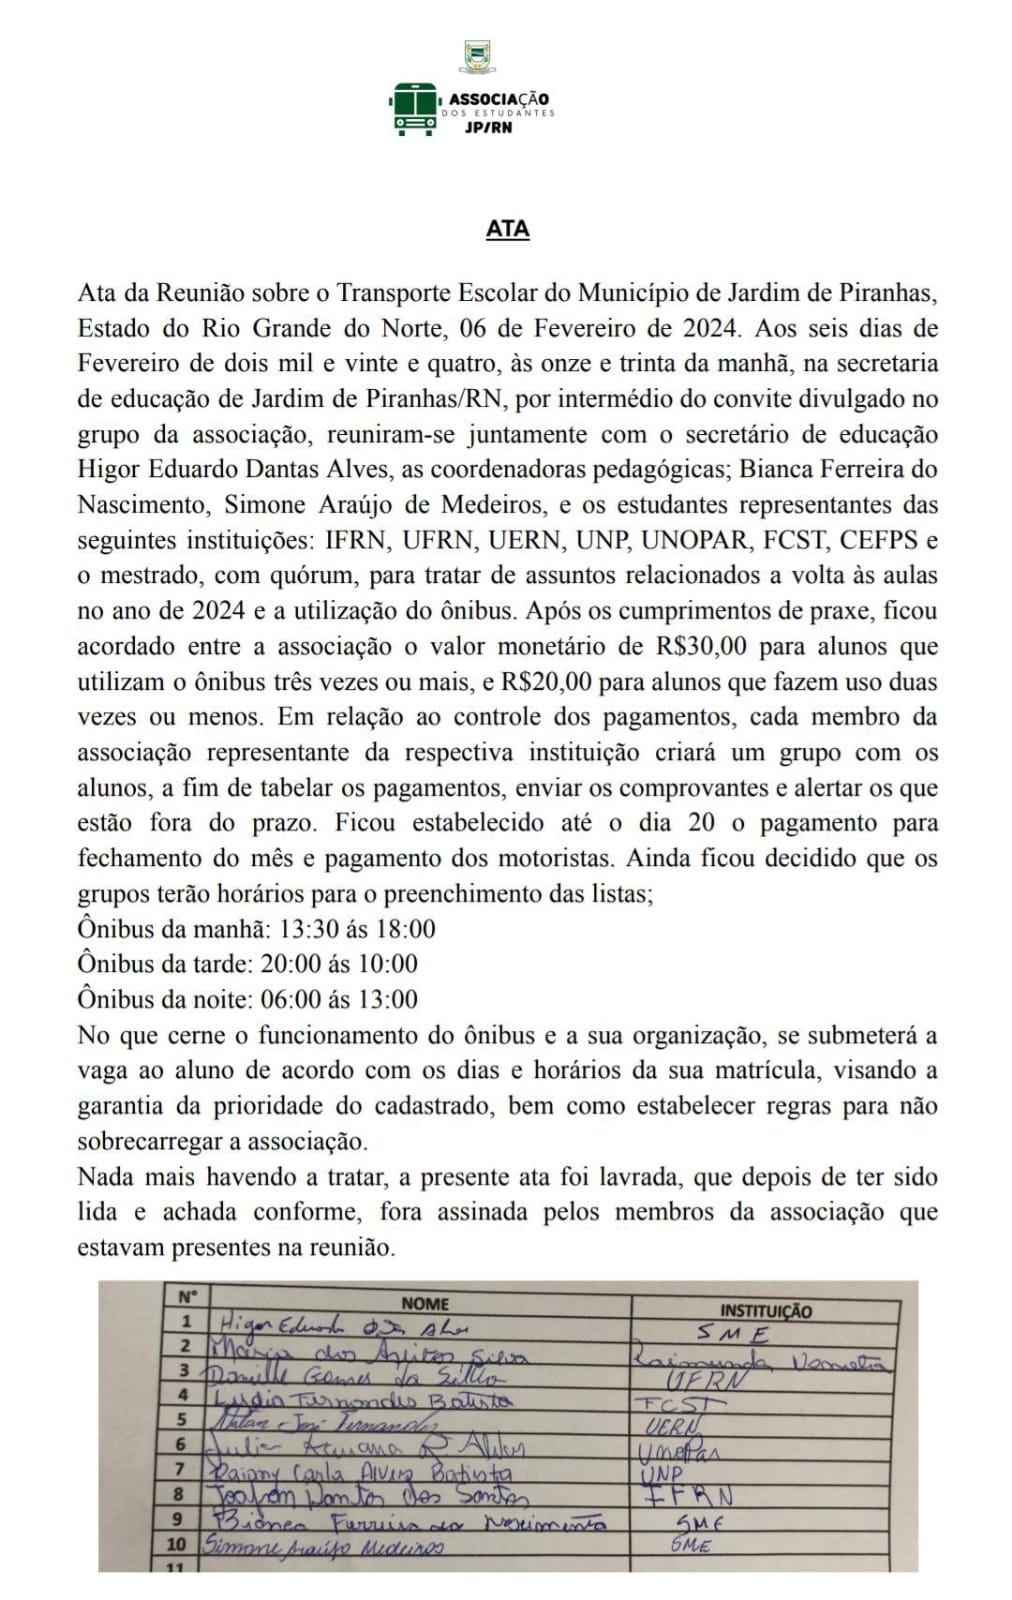 ASSOCIAÇÃO
DOS ESTUDANTES
JP/RN
ATA
Ata da Reunião sobre o Transporte Escolar do Município de Jardim de Piranhas,
Estado do Rio Grande do Norte, 06 de Fevereiro de 2024. Aos seis dias de
Fevereiro de dois mil e vinte e quatro, às onze e trinta da manhã, na secretaria
de educação de Jardim de Piranhas/RN, por intermédio do convite divulgado no
grupo da associação, reuniram-se juntamente com o secretário de educação
Higor Eduardo Dantas Alves, as coordenadoras pedagógicas; Bianca Ferreira do
Nascimento, Simone Araújo de Medeiros, e os estudantes representantes das
seguintes instituições: IFRN, UFRN, UERN, UNP, UNOPAR, FCST, CEFPS e
o mestrado, com quórum, para tratar de assuntos relacionados a volta às aulas
no ano de 2024 e a utilização do ônibus. Após os cumprimentos de praxe, ficou
acordado entre a associação o valor monetário de R$30,00 para alunos que
utilizam o ônibus três vezes ou mais, e R$20,00 para alunos que fazem uso duas
vezes ou menos. Em relação ao controle dos pagamentos, cada membro da
associação representante da respectiva instituição criará um grupo com os
alunos, a fim de tabelar os pagamentos, enviar os comprovantes e alertar os que
estão fora do prazo. Ficou estabelecido até o dia 20 o pagamento para
fechamento do mês e pagamento dos motoristas. Ainda ficou decidido que os
grupos terão horários para o preenchimento das listas;
Ônibus da manhã: 13:30 ás 18:00
Ônibus da tarde: 20:00 ás 10:00
Ônibus da noite: 06:00 ás 13:00
No que cerne o funcionamento do ônibus e a sua organização, se submeterá a
vaga ao aluno de acordo com os dias e horários da sua matrícula, visando a
garantia da prioridade do cadastrado, bem como estabelecer regras para não
sobrecarregar a associação.
Nada mais havendo a tratar, a presente ata foi lavrada, que depois de ter sido
lida e achada conforme, fora assinada pelos membros da associação que
estavam presentes na reunião.
N° NOME INSTITUIÇÃO
1 Higor SME
2 Maria dos Silva Raimunda
3 Danielle Gomes da UFRN
4 Fernandes Batista FCST
5 José Fernandes UERN
6 Julia R Alves Unopar
7 Raiany Carla Alves Batista UNP
8 Dantas dos Santos IFRN
9 Bianca Ferreira do Nascimento SME
10 Simone Araújo Medeiros SME
11